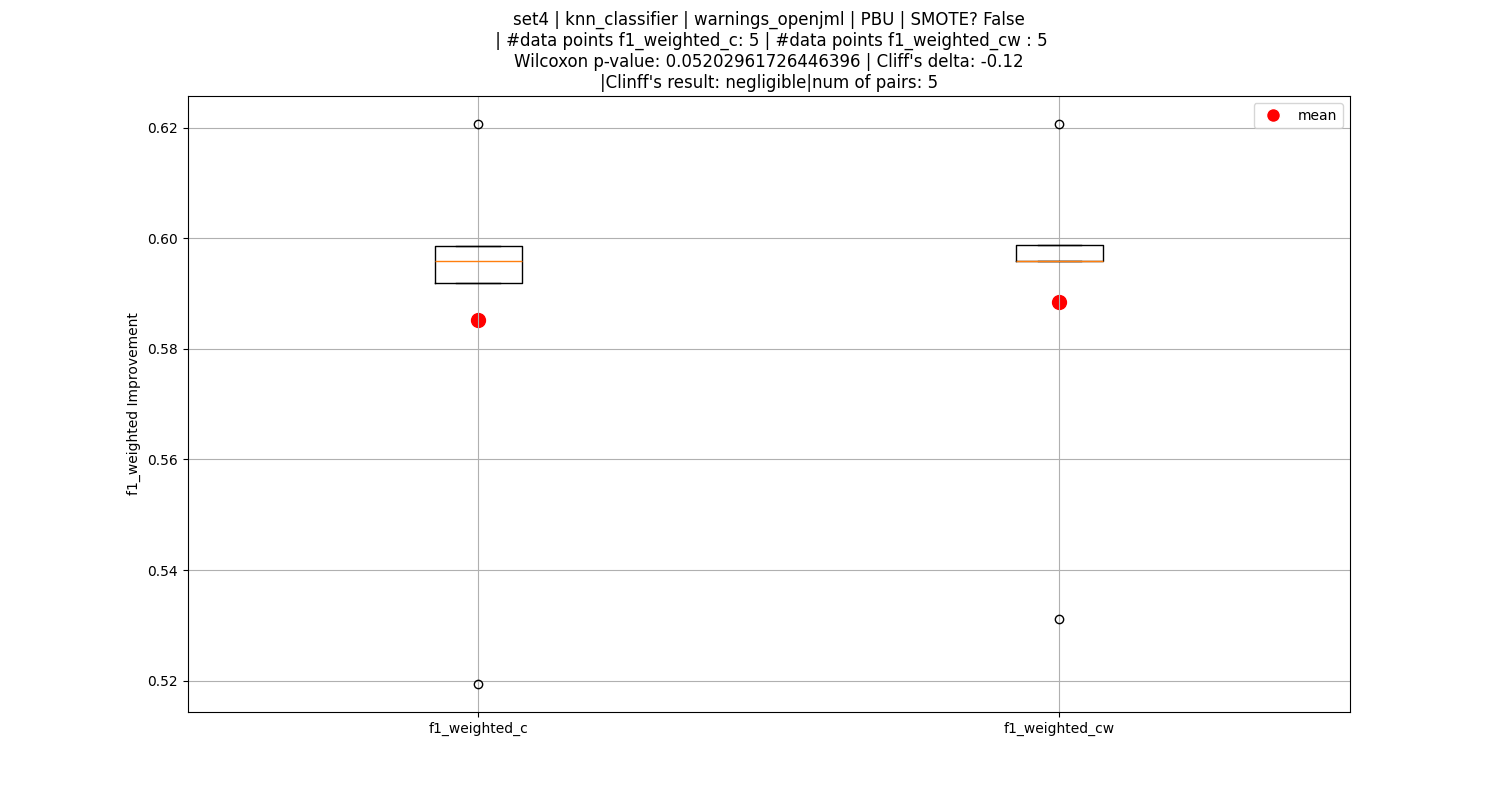 set4 | knn_classifier | warnings_openjml | PBU | SMOTE? False
| #data points f1_weighted_c: 5 | #data points f1_weighted_cw : 5
Wilcoxon p-value: 0.05202961726446396 | Cliff's delta: -0.12
|Clinff's result: negligible|num of pairs: 5
mean
0.62
0.60
0.58
0.56
0.54
0.52
f1_weighted Improvement
f1_weighted_c
f1_weighted_cw